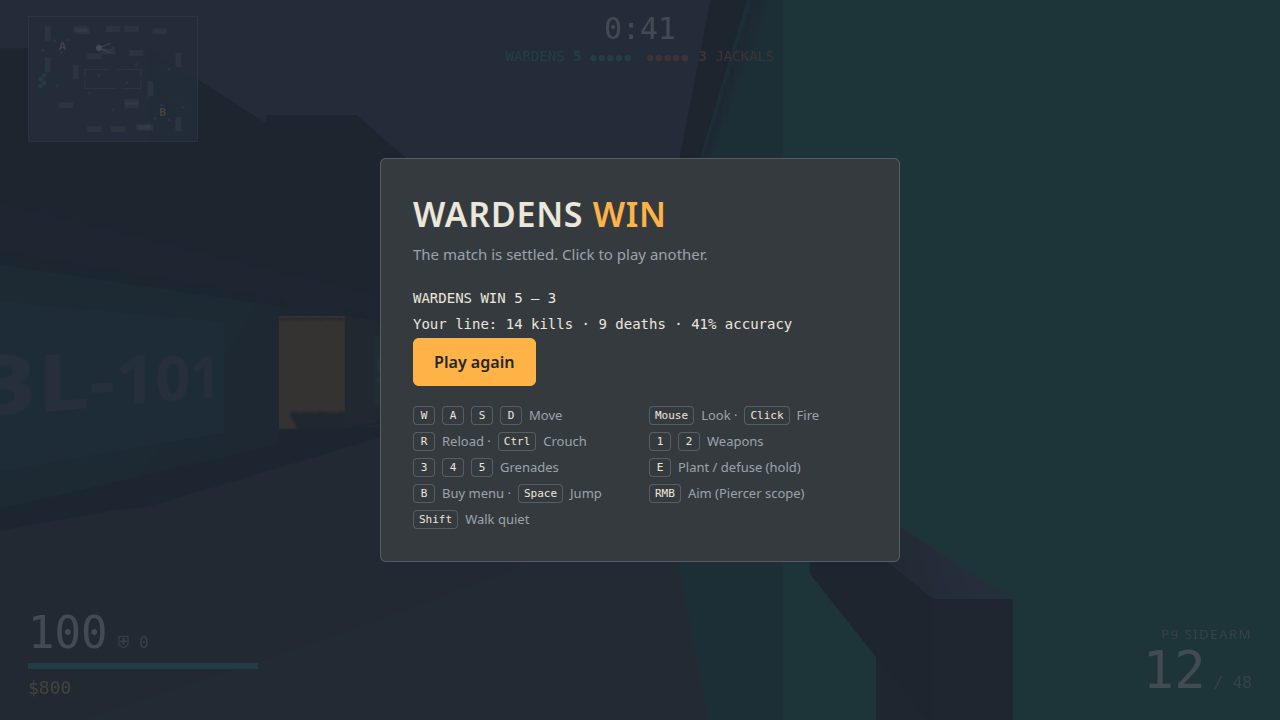 0:41
WARDENS 5 3 JACKALS
A
B
WARDENS WIN
The match is settled. Click to play another.
WARDENS WIN 5 — 3
Your line: 14 kills · 9 deaths · 41% accuracy
Play again
W A S D Move
Mouse Look · Click Fire
R Reload · Ctrl Crouch
1 2 Weapons
3 4 5 Grenades
E Plant / defuse (hold)
B Buy menu · Space Jump
RMB Aim (Piercer scope)
Shift Walk quiet
BL-101
100 0
$800
P9 SIDEARM
12 / 48